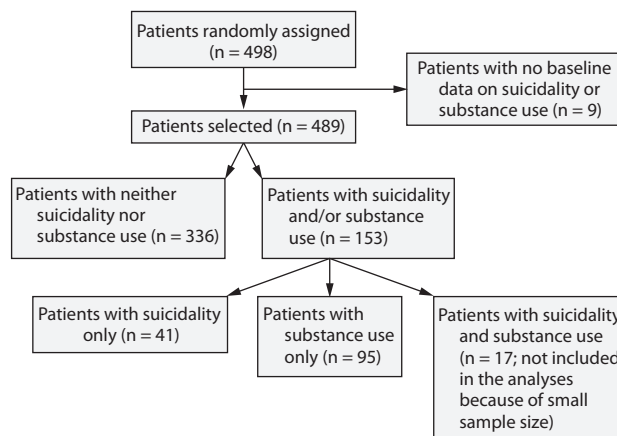 Patients randomly assigned
(n = 498)
Patients with no baseline
data on suicidality or
substance use (n = 9)
Patients selected (n = 489)
Patients with neither
suicidality nor
substance use (n = 336)
Patients with suicidality
and/or substance
use (n = 153)
Patients with suicidality
only (n = 41)
Patients with
substance use
only (n = 95)
Patients with suicidality
and substance use
(n = 17; not included
in the analyses
because of small
sample size)